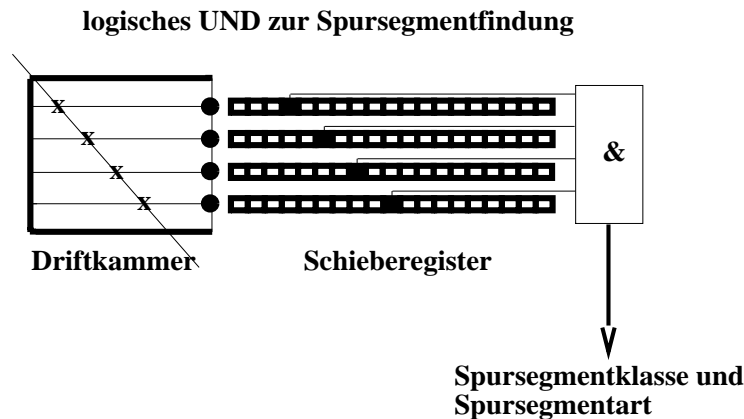 logisches UND zur Spursegmentfindung
x
x
x
x
&
Driftkammer
Schieberegister
Spursegmentklasse und
Spursegmentart